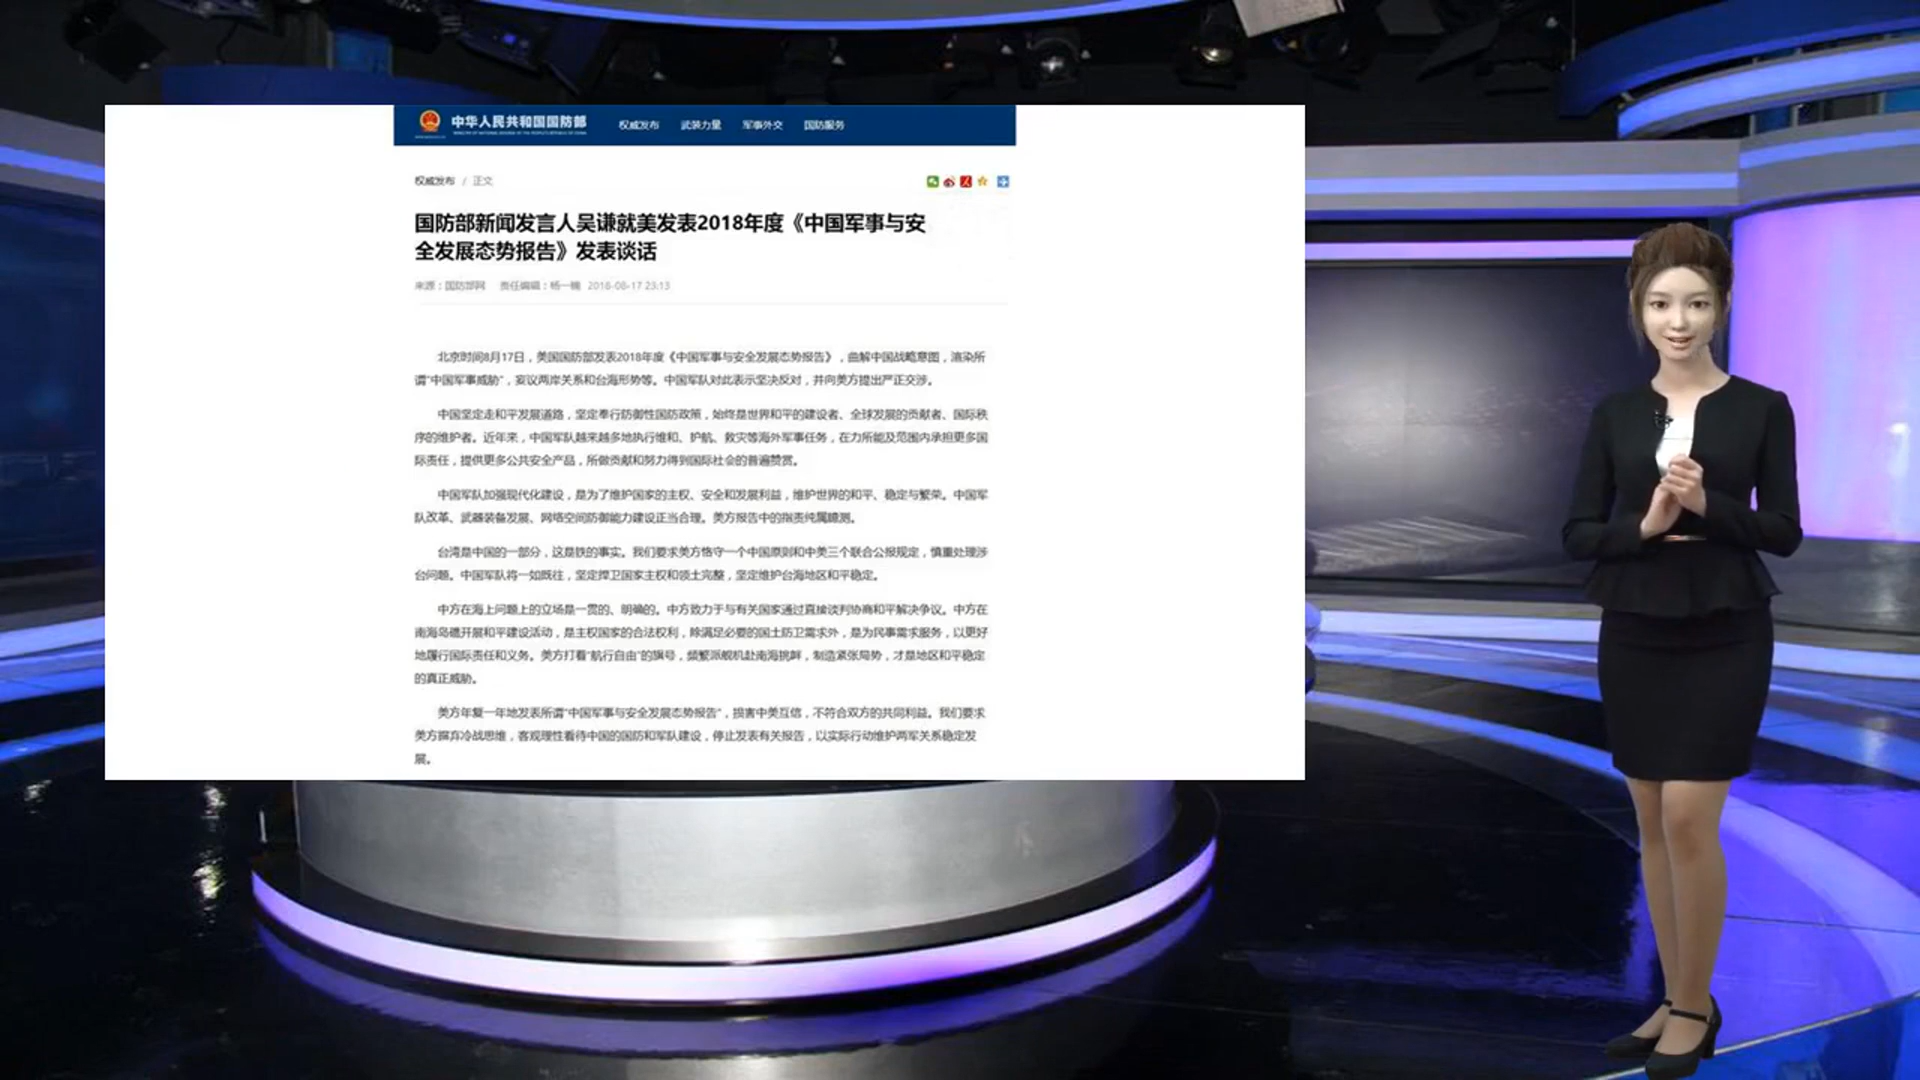 中华人民共和国国防部
MINISTRY OF NATIONAL DEFENSE OF THE PEOPLE'S REPUBLIC OF CHINA
权威发布 武装力量 军事外交 国防服务
权威发布 / 正文
国防部新闻发言人吴谦就美发表2018年度《中国军事与安
全发展态势报告》发表谈话
来源：国防部网 责任编辑：杨一楠 2018-08-17 23:13
北京时间8月17日，美国国防部发表2018年度《中国军事与安全发展态势报告》，曲解中国战略意图，渲染所
谓“中国军事威胁”，妄议两岸关系和台海形势等。中国军队对此表示坚决反对，并向美方提出严正交涉。
中国坚定走和平发展道路，坚定奉行防御性国防政策，始终是世界和平的建设者、全球发展的贡献者、国际秩
序的维护者。近年来，中国军队越来越多地执行维和、护航、救灾等海外军事任务，在力所能及范围内承担更多国
际责任，提供更多公共安全产品，所做贡献和努力得到国际社会的普遍赞赏。
中国军队加强现代化建设，是为了维护国家的主权、安全和发展利益，维护世界的和平、稳定与繁荣。中国军
队改革、武器装备发展、网络空间防御能力建设正当合理。美方报告中的指责纯属臆测。
台湾是中国的一部分，这是铁的事实。我们要求美方恪守一个中国原则和中美三个联合公报规定，慎重处理涉
台问题。中国军队将一如既往，坚定捍卫国家主权和领土完整，坚定维护台海地区和平稳定。
中方在海上问题上的立场是一贯的、明确的。中方致力于与有关国家通过直接谈判协商和平解决争议。中方在
南海岛礁开展和平建设活动，是主权国家的合法权利，除满足必要的国土防卫需求外，是为民事需求服务，以更好
地履行国际责任和义务。美方打着“航行自由”的旗号，频繁派舰机赴南海挑衅，制造紧张局势，才是地区和平稳定
的真正威胁。
美方年复一年地发表所谓“中国军事与安全发展态势报告”，损害中美互信，不符合双方的共同利益。我们要求
美方摒弃冷战思维，客观理性看待中国的国防和军队建设，停止发表有关报告，以实际行动维护两军关系稳定发
展。